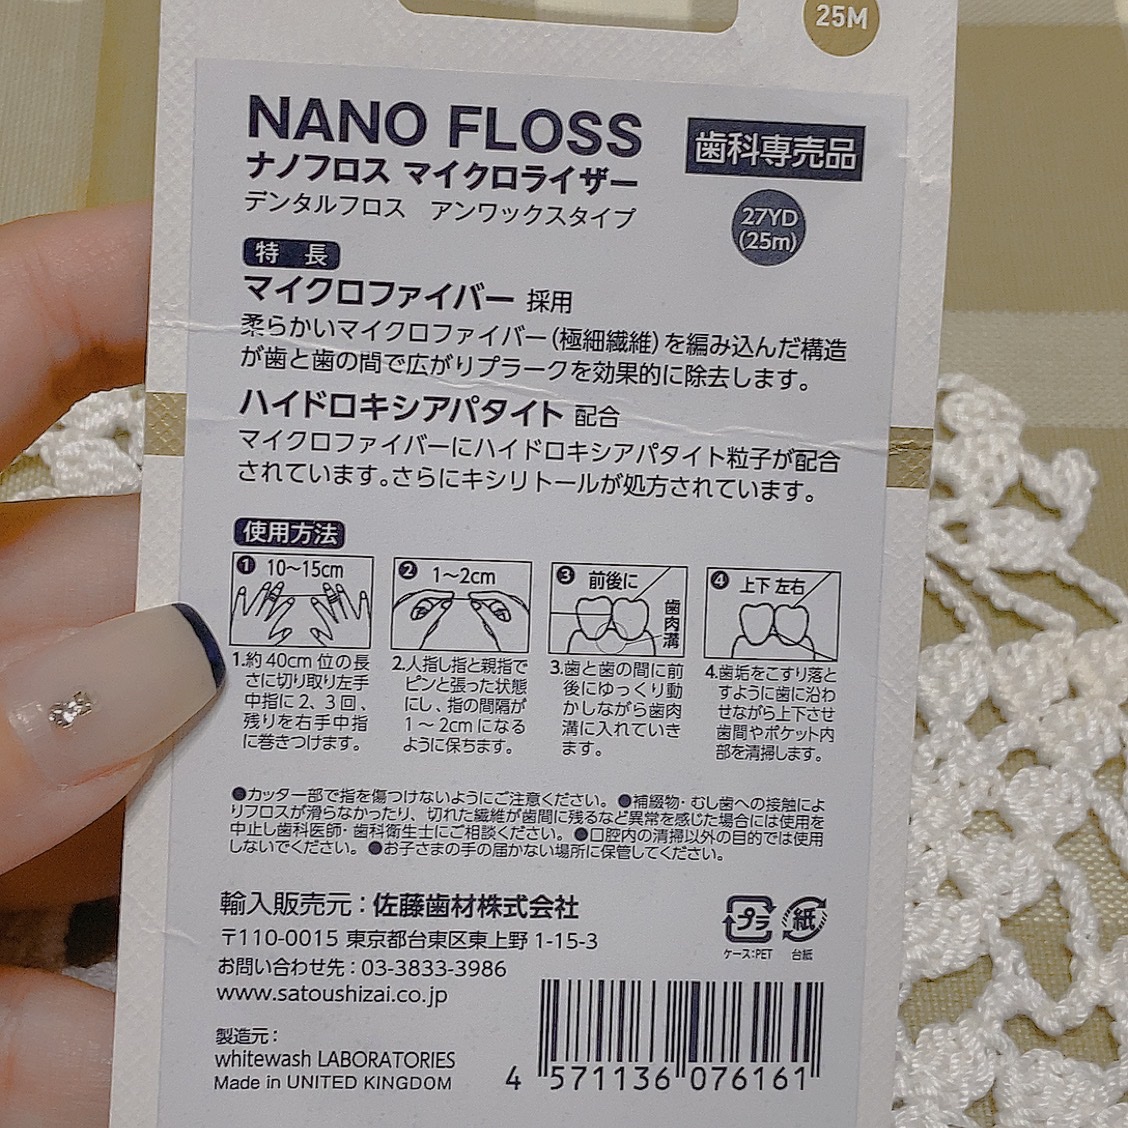 25M
NANO FLOSS
ナノフロス マイクロライザー
デンタルフロス アンワックスタイプ
歯科専売品
27YD
(25m)
特 長
マイクロファイバー 採用
柔らかいマイクロファイバー(極細繊維)を編み込んだ構造
が歯と歯の間で広がりプラークを効果的に除去します。
ハイドロキシアパタイト 配合
マイクロファイバーにハイドロキシアパタイト粒子が配合
されています。さらにキシリトールが処方されています。
使用方法
❶ 10〜15cm
1.約40cm位の長
さに切り取り左手
中指に2、3回、
残りを右手中指
に巻きつけます。
❷ 1〜2cm
2.人指し指と親指で
ピンと張った状態
にし、指の間隔が
1〜2cmになる
ように保ちます。
❸ 前後に
歯肉溝
3.歯と歯の間に前
後にゆっくり動
かしながら歯肉
溝に入れていき
ます。
❹ 上下 左右
4.歯垢をこすり落と
すように歯に沿わ
せながら上下させ
歯間やポケット内
部を清掃します。
●カッター部で指を傷つけないようにご注意ください。●補綴物・むし歯への接触によ
りフロスが滑らなかったり、切れた繊維が歯間に残るなど異常を感じた場合には使用を
中止し歯科医師・歯科衛生士にご相談ください。●口腔内の清掃以外の目的では使用
しないでください。●お子さまの手の届かない場所に保管してください。
輸入販売元：佐藤歯材株式会社
〒110-0015 東京都台東区東上野 1-15-3
お問い合わせ先：03-3833-3986
www.satoushizai.co.jp
プラ
ケース:PET
紙
台紙
製造元：
whitewash LABORATORIES
Made in UNITED KINGDOM
4 571136 076161